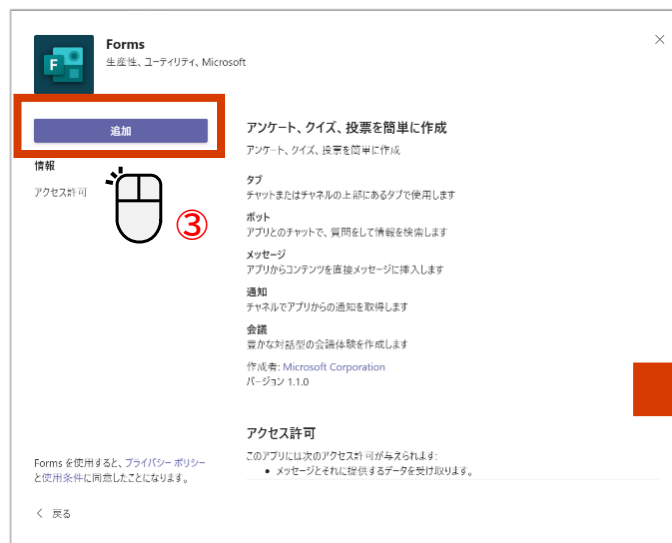 Forms
生産性、ユーティリティ、Microsoft
追加
情報
アクセス許可
③
アンケート、クイズ、投票を簡単に作成
アンケート、クイズ、投票を簡単に作成
タブ
チャットまたはチャネルの上部にあるタブで使用します
ボット
アプリとのチャットで、質問をして情報を検索します
メッセージ
アプリからコンテンツを直接メッセージに挿入します
通知
チャネルでアプリからの通知を取得します
会議
豊かな対話型の会議体験を作成します
作成者: Microsoft Corporation
バージョン 1.1.0
アクセス許可
このアプリには次のアクセス許可が与えられます:
• メッセージとそれに提供するデータを受け取ります。
Forms を使用すると、プライバシー ポリシー
と使用条件に同意したことになります。
< 戻る